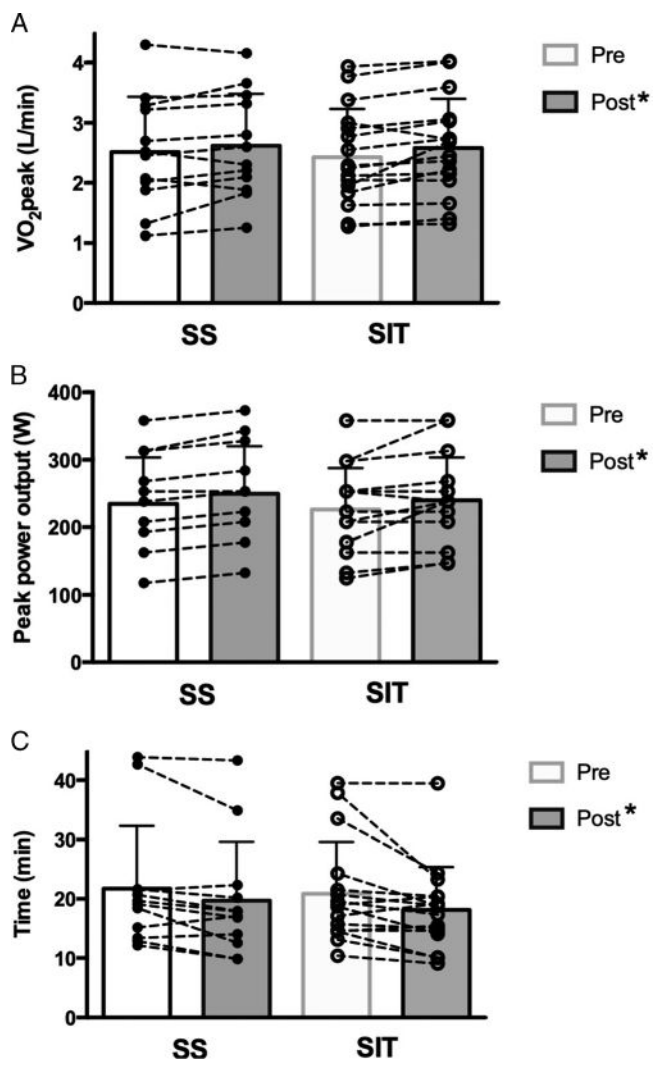 A
VO2peak (L/min)
4
3
2
1
0
SS
SIT
Pre
Post*
B
Peak power output (W)
400
300
200
100
0
SS
SIT
Pre
Post*
C
Time (min)
40
30
20
10
0
SS
SIT
Pre
Post*